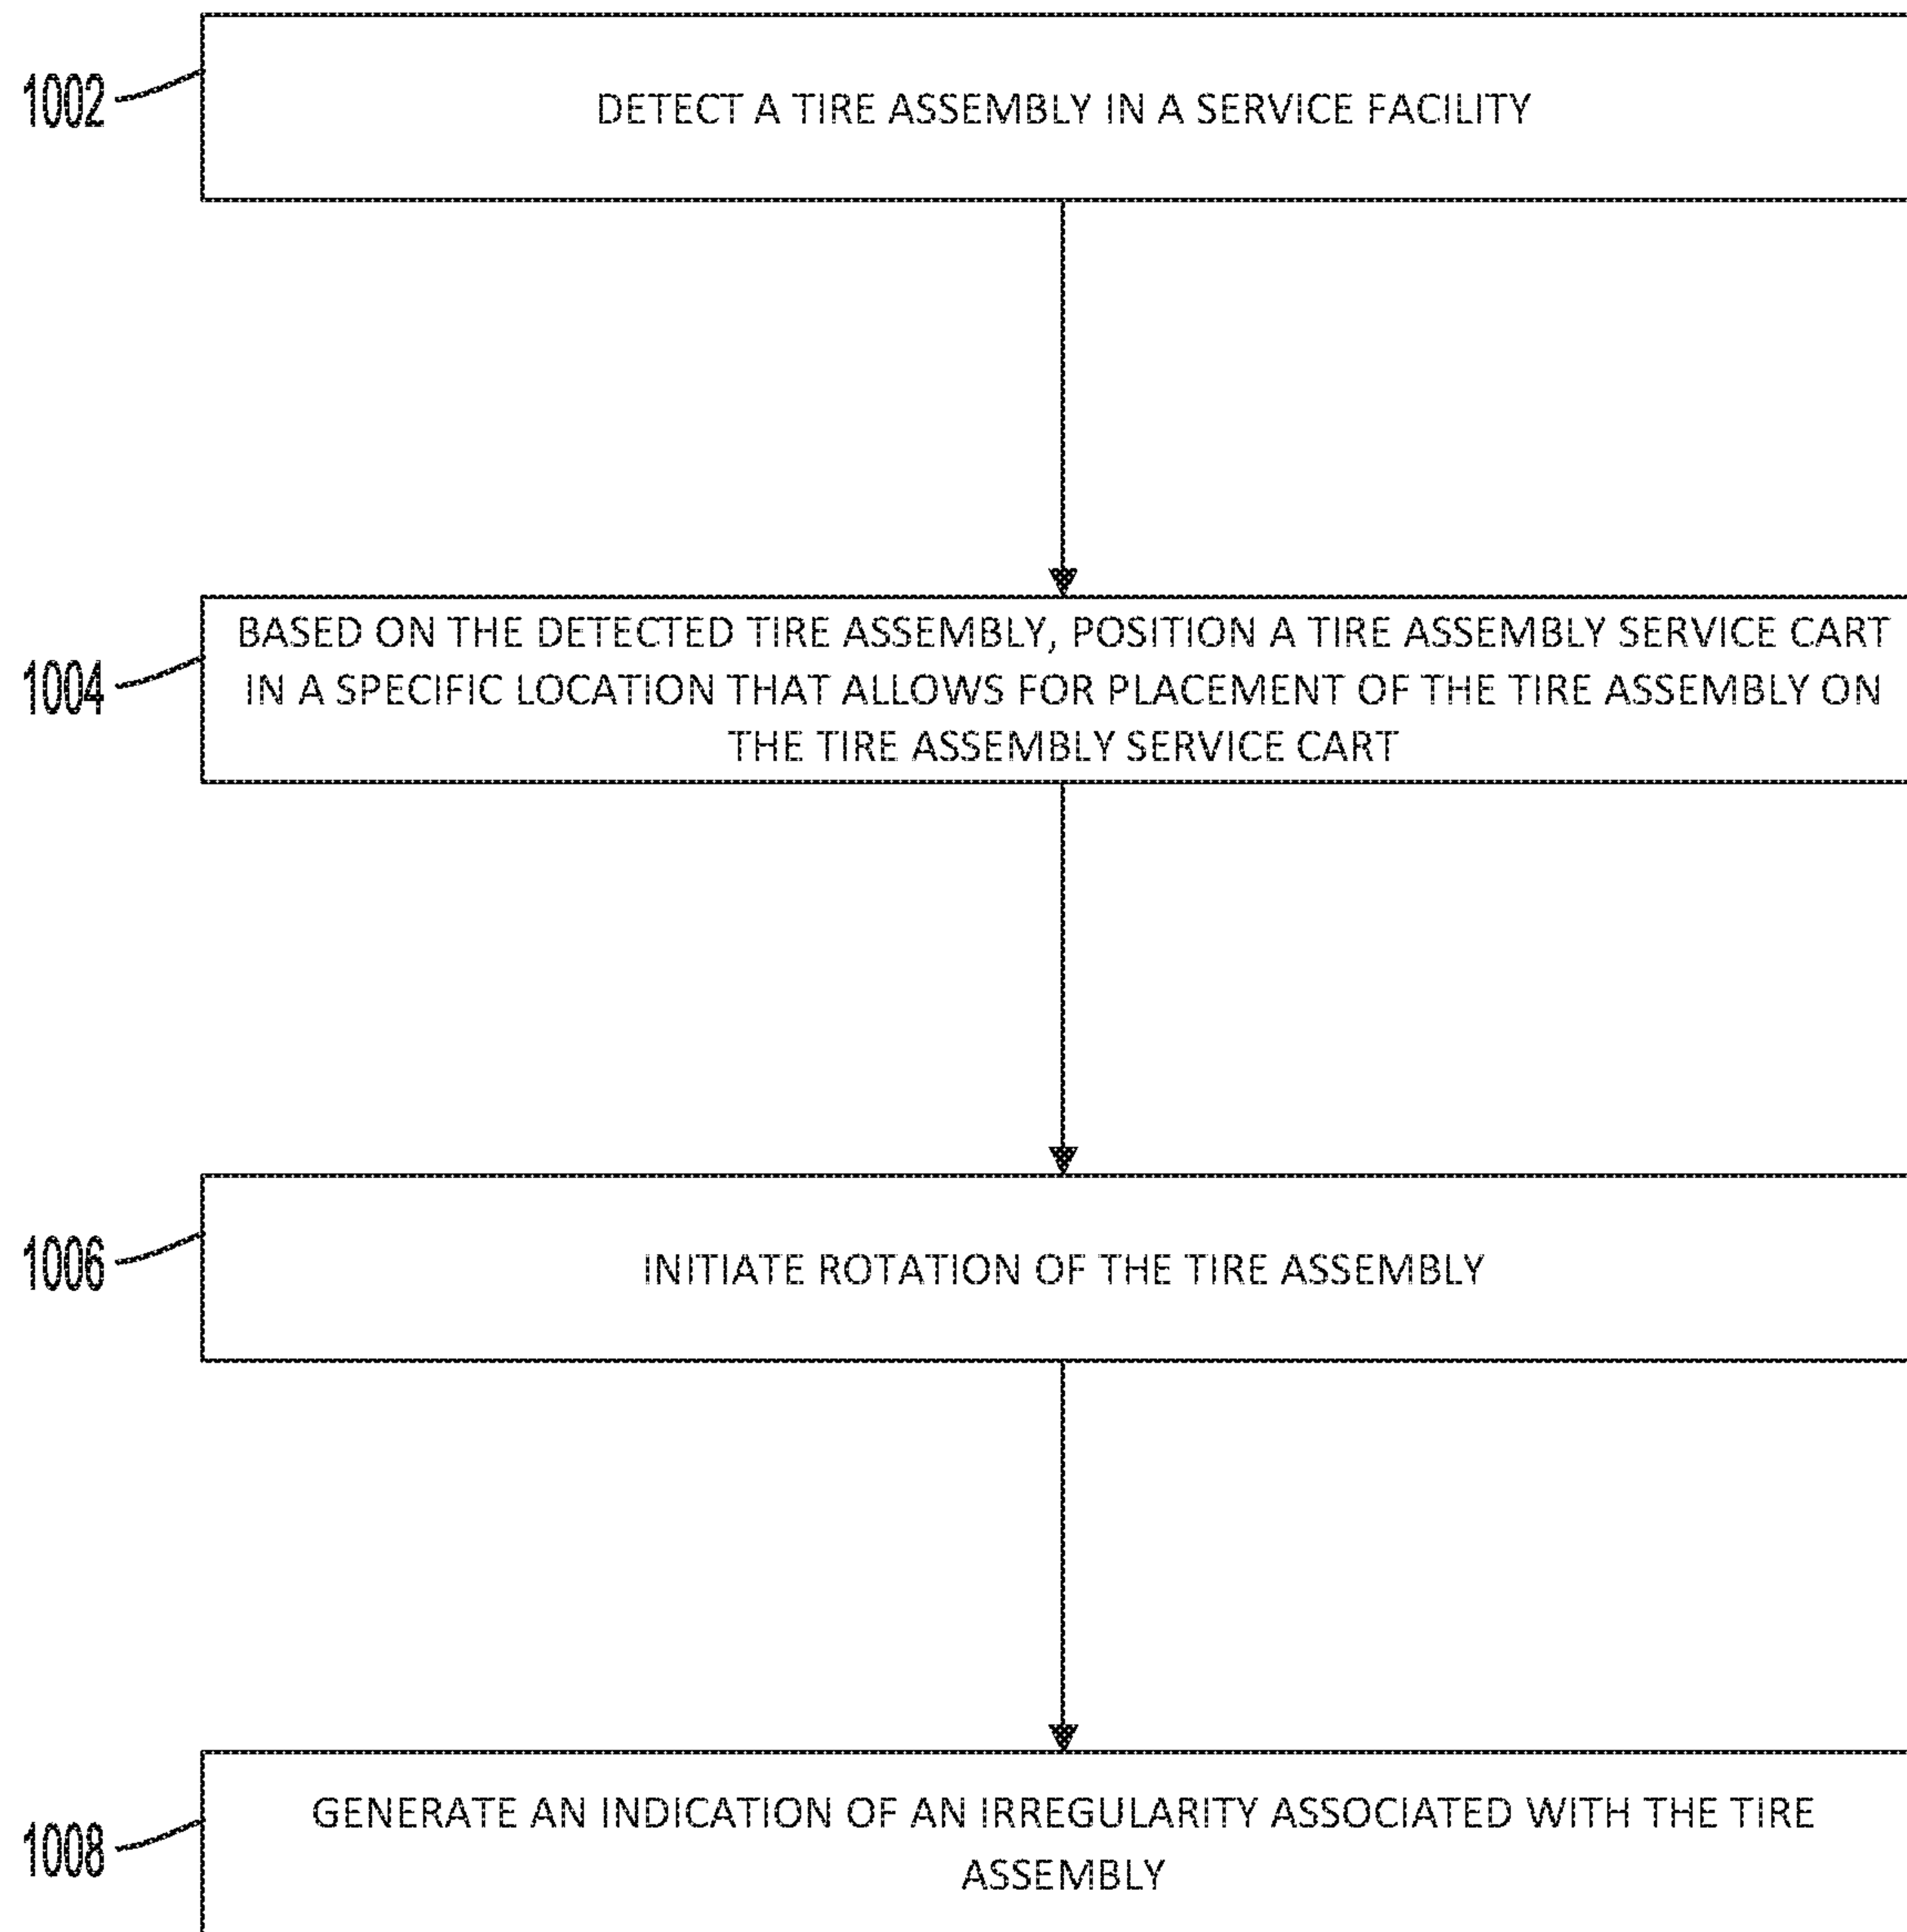 1002
DETECT A TIRE ASSEMBLY IN A SERVICE FACILITY
1004
BASED ON THE DETECTED TIRE ASSEMBLY, POSITION A TIRE ASSEMBLY SERVICE CART
IN A SPECIFIC LOCATION THAT ALLOWS FOR PLACEMENT OF THE TIRE ASSEMBLY ON
THE TIRE ASSEMBLY SERVICE CART
1006
INITIATE ROTATION OF THE TIRE ASSEMBLY
1008
GENERATE AN INDICATION OF AN IRREGULARITY ASSOCIATED WITH THE TIRE
ASSEMBLY